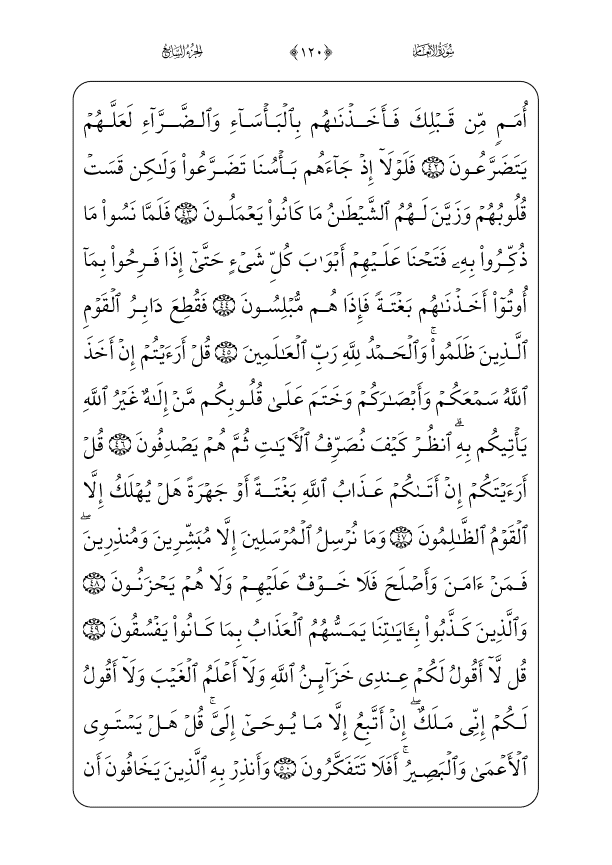 سُورَةُ الأَنْعَام ﴿١٢٠﴾ الجُزْءُ السَّابِعُ
أُمَمٍ مِّن قَبۡلِكَ فَأَخَذۡنَٰهُم بِٱلۡبَأۡسَآءِ وَٱلضَّرَّآءِ لَعَلَّهُمۡ
يَتَضَرَّعُونَ ٤٢ فَلَوۡلَآ إِذۡ جَآءَهُم بَأۡسُنَا تَضَرَّعُواْ وَلَٰكِن قَسَتۡ
قُلُوبُهُمۡ وَزَيَّنَ لَهُمُ ٱلشَّيۡطَٰنُ مَا كَانُواْ يَعۡمَلُونَ ٤٣ فَلَمَّا نَسُواْ مَا
ذُكِّرُواْ بِهِۦ فَتَحۡنَا عَلَيۡهِمۡ أَبۡوَٰبَ كُلِّ شَيۡءٍ حَتَّىٰٓ إِذَا فَرِحُواْ بِمَآ
أُوتُوٓاْ أَخَذۡنَٰهُم بَغۡتَةٗ فَإِذَا هُم مُّبۡلِسُونَ ٤٤ فَقُطِعَ دَابِرُ ٱلۡقَوۡمِ
ٱلَّذِينَ ظَلَمُواْۚ وَٱلۡحَمۡدُ لِلَّهِ رَبِّ ٱلۡعَٰلَمِينَ ٤٥ قُلۡ أَرَءَيۡتُمۡ إِنۡ أَخَذَ
ٱللَّهُ سَمۡعَكُمۡ وَأَبۡصَٰرَكُمۡ وَخَتَمَ عَلَىٰ قُلُوبِكُم مَّنۡ إِلَٰهٌ غَيۡرُ ٱللَّهِ
يَأۡتِيكُم بِهِۗ ٱنظُرۡ كَيۡفَ نُصَرِّفُ ٱلۡأٓيَٰتِ ثُمَّ هُمۡ يَصۡدِفُونَ ٤٦ قُلۡ
أَرَءَيۡتَكُمۡ إِنۡ أَتَىٰكُمۡ عَذَابُ ٱللَّهِ بَغۡتَةً أَوۡ جَهۡرَةً هَلۡ يُهۡلَكُ إِلَّا
ٱلۡقَوۡمُ ٱلظَّٰلِمُونَ ٤٧ وَمَا نُرۡسِلُ ٱلۡمُرۡسَلِينَ إِلَّا مُبَشِّرِينَ وَمُنذِرِينَۖ
فَمَنۡ ءَامَنَ وَأَصۡلَحَ فَلَا خَوۡفٌ عَلَيۡهِمۡ وَلَا هُمۡ يَحۡزَنُونَ ٤٨
وَٱلَّذِينَ كَذَّبُواْ بِـَٔايَٰتِنَا يَمَسُّهُمُ ٱلۡعَذَابُ بِمَا كَانُواْ يَفۡسُقُونَ ٤٩
قُل لَّآ أَقُولُ لَكُمۡ عِندِي خَزَآئِنُ ٱللَّهِ وَلَآ أَعۡلَمُ ٱلۡغَيۡبَ وَلَآ أَقُولُ
لَكُمۡ إِنِّي مَلَكٌۖ إِنۡ أَتَّبِعُ إِلَّا مَا يُوحَىٰٓ إِلَيَّۚ قُلۡ هَلۡ يَسۡتَوِي
ٱلۡأَعۡمَىٰ وَٱلۡبَصِيرُۚ أَفَلَا تَتَفَكَّرُونَ ٥٠ وَأَنذِرۡ بِهِ ٱلَّذِينَ يَخَافُونَ أَن